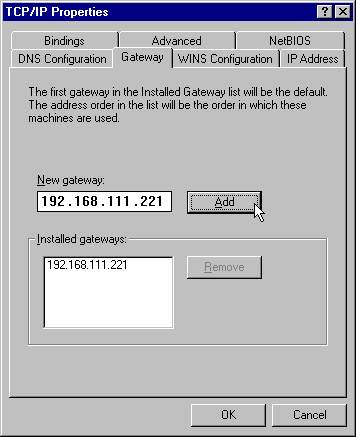 TCP/IP Properties
Bindings
Advanced
NetBIOS
DNS Configuration
Gateway
WINS Configuration
IP Address
The first gateway in the Installed Gateway list will be the default.
The address order in the list will be the order in which these
machines are used.
New gateway:
192.168.111.221
Add
Installed gateways:
192.168.111.221
Remove
OK
Cancel